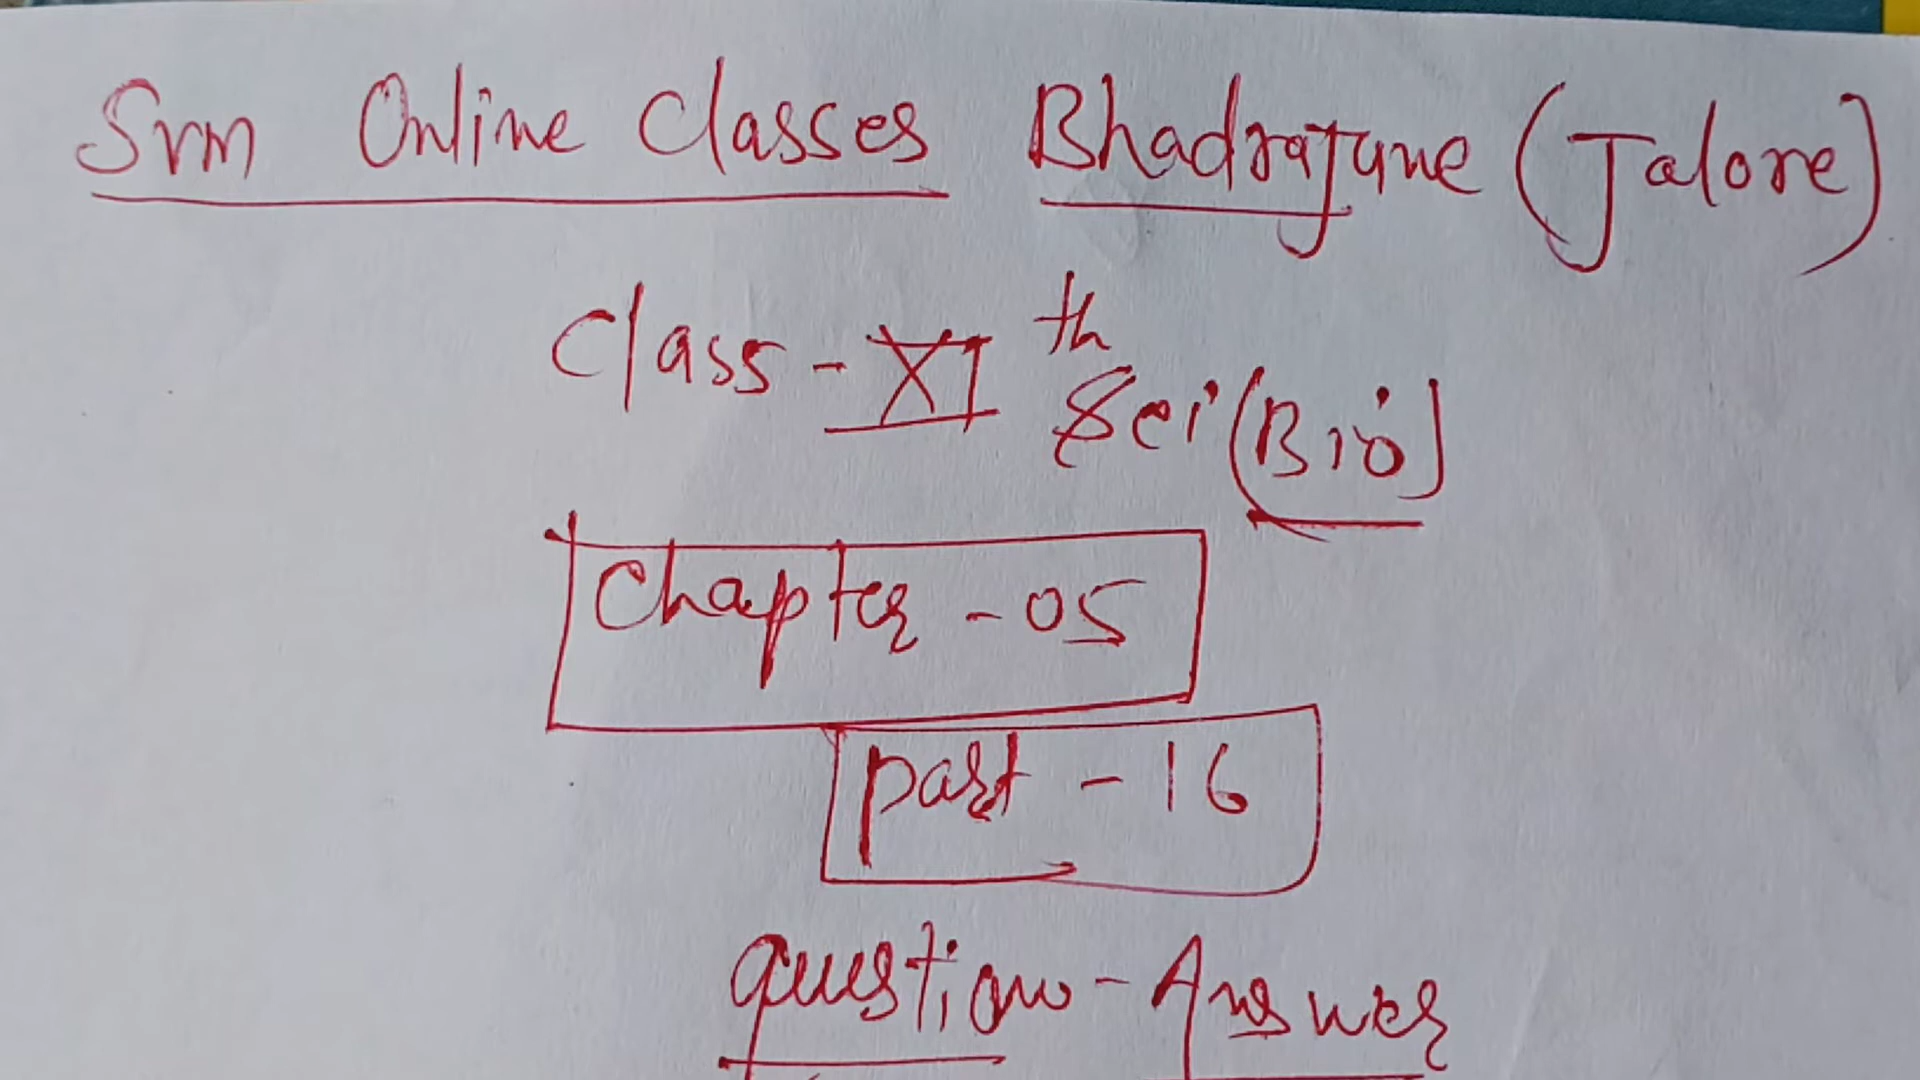 Srm Online Classes Bhadrajune (Jalore)
Class - XI th Sci (Bio)
Chapter - 05
part - 16
question - Answer